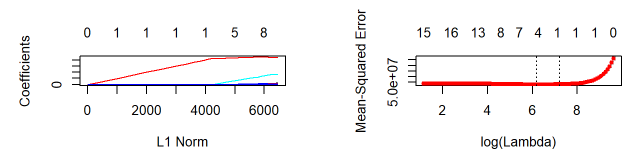 0 1 1 1 1 5 8
Coefficients
0
0 2000 4000 6000
L1 Norm
15 16 13 8 7 4 1 1 0
Mean-Squared Error
5.0e+07
2 4 6 8
log(Lambda)